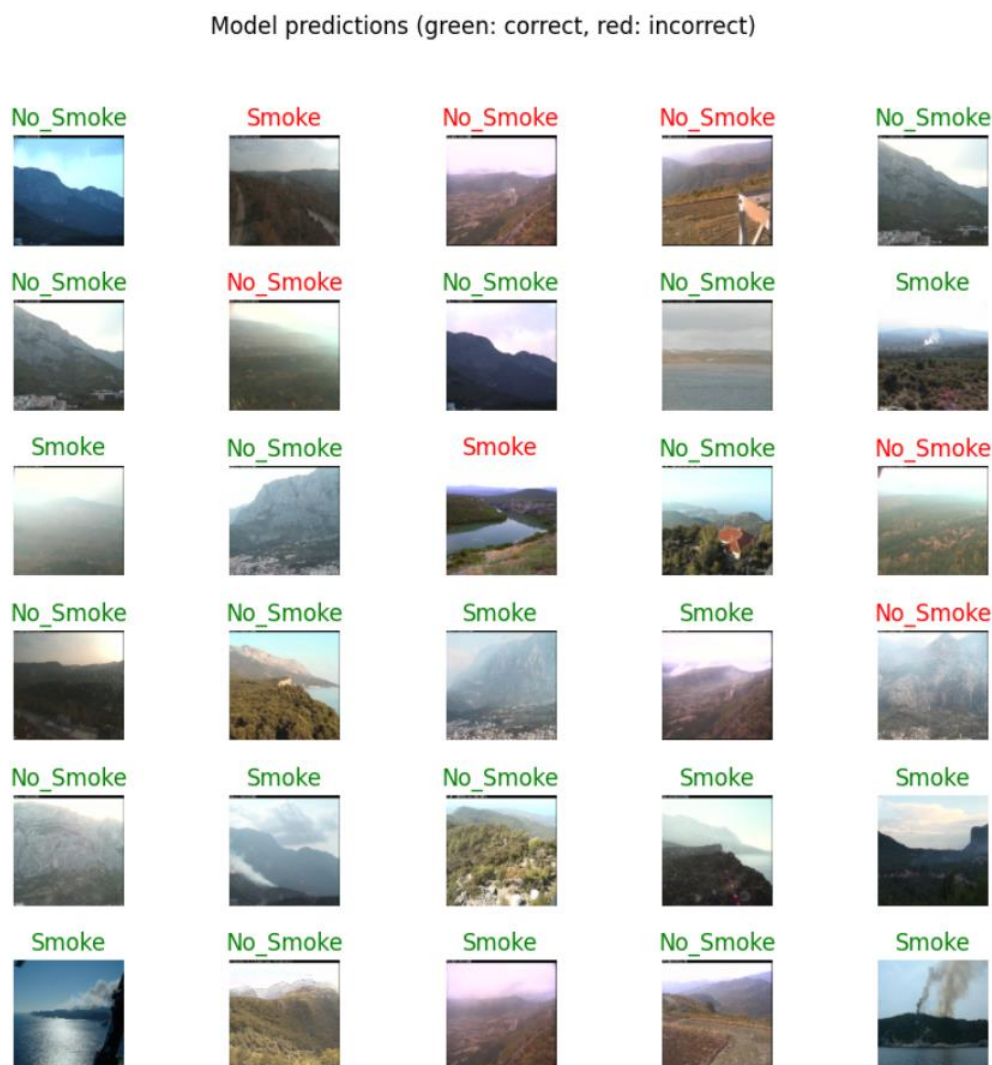 Model predictions (green: correct, red: incorrect)
No_Smoke Smoke No_Smoke No_Smoke No_Smoke
No_Smoke No_Smoke No_Smoke No_Smoke Smoke
Smoke No_Smoke Smoke No_Smoke No_Smoke
No_Smoke No_Smoke Smoke Smoke No_Smoke
No_Smoke Smoke No_Smoke Smoke Smoke
Smoke No_Smoke Smoke No_Smoke Smoke